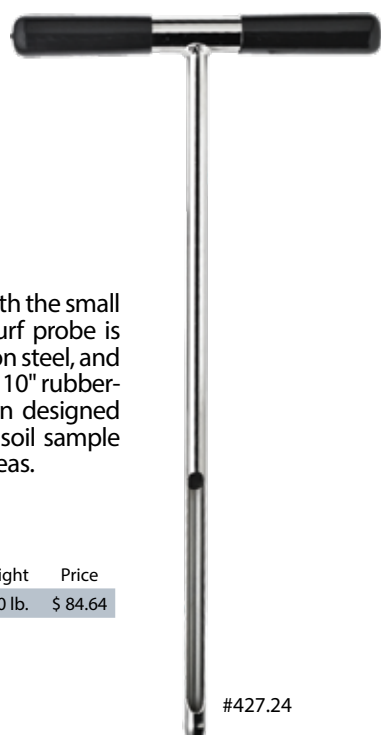 th the small
urf probe is
on steel, and
10" rubber-
n designed
soil sample
eas.
ight Price
0 lb. $ 84.64
#427.24